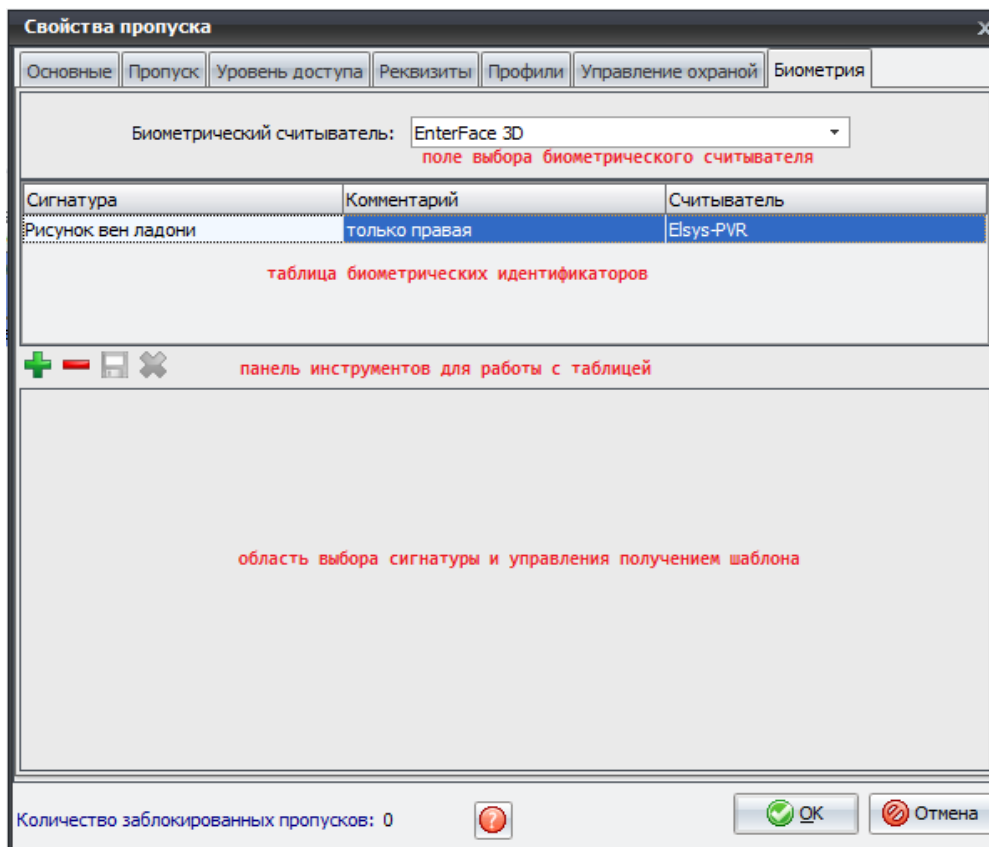 Свойства пропуска
Основные Пропуск Уровень доступа Реквизиты Профили Управление охраной Биометрия
Биометрический считыватель: EnterFace 3D
поле выбора биометрического считывателя
Сигнатура Комментарий Считыватель
Рисунок вен ладони только правая Elsys-PVR
таблица биометрических идентификаторов
панель инструментов для работы с таблицей
область выбора сигнатуры и управления получением шаблона
Количество заблокированных пропусков: 0 ? OK Отмена